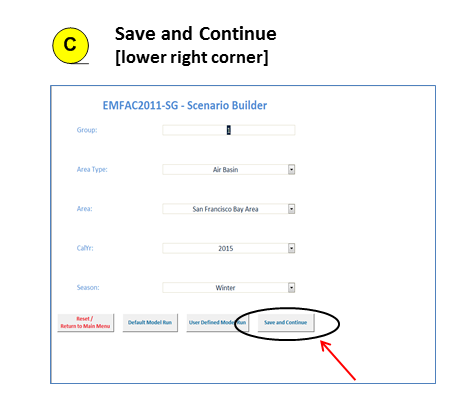 C
Save and Continue
[lower right corner]
EMFAC2011-SG - Scenario Builder
Group: 1
Area Type: Air Basin
Area: San Francisco Bay Area
CalYr: 2015
Season: Winter
Reset /
Return to Main Menu
Default Model Run
User Defined Model Run
Save and Continue